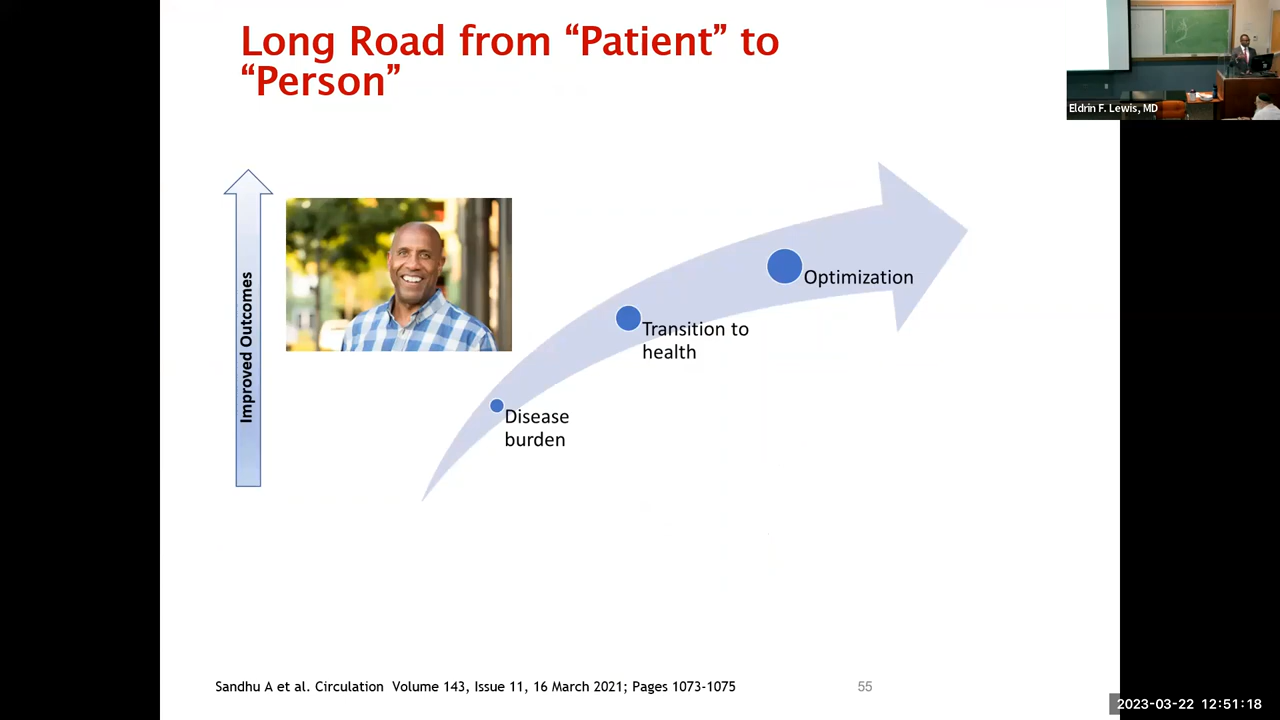 Long Road from “Patient” to
“Person”
Eldrin F. Lewis, MD
Improved Outcomes
Optimization
Transition to
health
Disease
burden
Sandhu A et al. Circulation Volume 143, Issue 11, 16 March 2021; Pages 1073-1075
55
2023-03-22 12:51:18